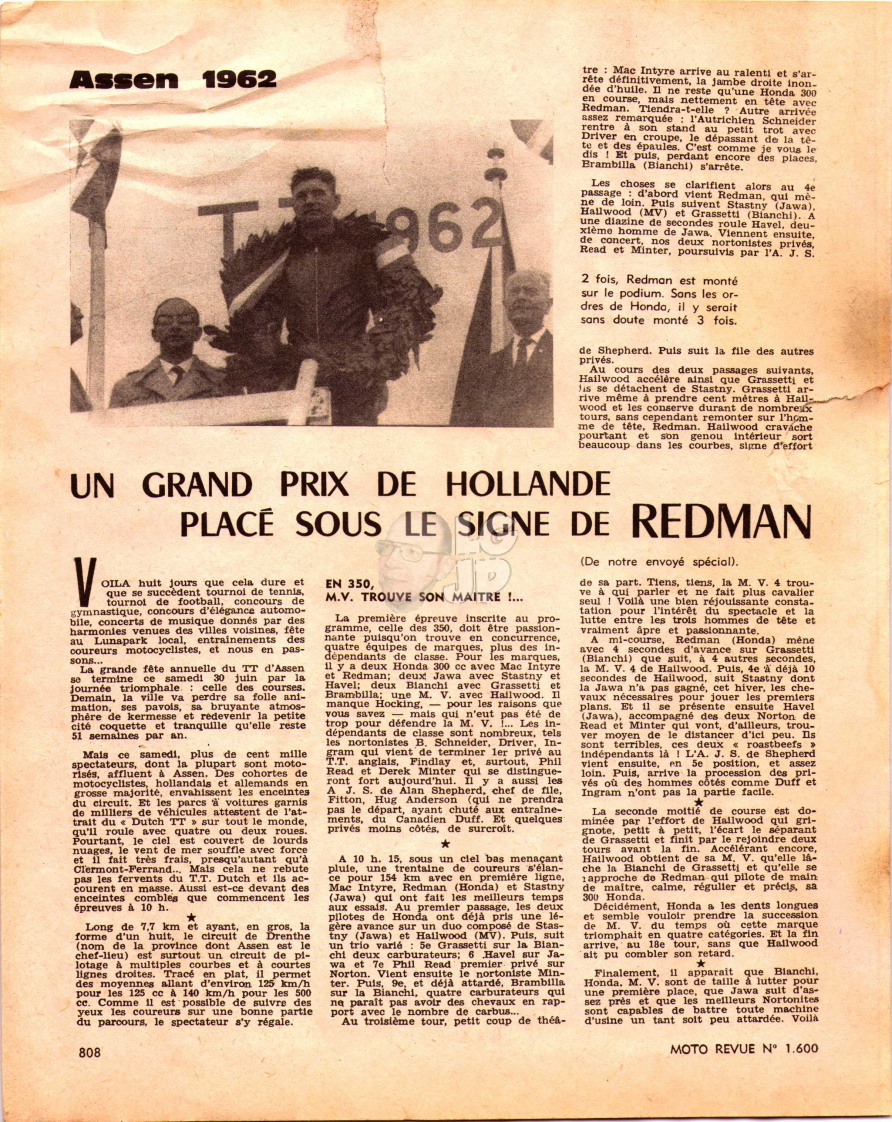 Assen 1962
T.T. 1962
2 fois, Redman est monté
sur le podium. Sans les or-
dres de Honda, il y serait
sans doute monté 3 fois.
UN GRAND PRIX DE HOLLANDE
PLACÉ SOUS LE SIGNE DE REDMAN
(De notre envoyé spécial).
VOILA huit jours que cela dure et
que se succèdent tournoi de tennis,
tournoi de football, concours de
gymnastique, concours d'élégance automo-
bile, concerts de musique donnés par des
harmonies venues des villes voisines, fête
au Lunapark local, entraînements des
coureurs motocyclistes, et nous en pas-
sons...
La grande fête annuelle du TT d'Assen
se termine ce samedi 30 juin par la
journée triomphale : celle des courses.
Demain, la ville va perdre sa folle ani-
mation, ses pavois, sa bruyante atmos-
phère de kermesse et redevenir la petite
cité coquette et tranquille qu'elle reste
51 semaines par an.
Mais ce samedi, plus de cent mille
spectateurs, dont la plupart sont moto-
risés, affluent à Assen. Des cohortes de
motocyclistes, hollandais et allemands en
grosse majorité, envahissent les enceintes
du circuit. Et les parcs à voitures garnis
de milliers de véhicules attestent de l'at-
trait du « Dutch TT » sur tout le monde,
qu'il roule avec quatre ou deux roues.
Pourtant, le ciel est couvert de lourds
nuages, le vent de mer souffle avec force
et il fait très frais, presqu'autant qu'à
Clermont-Ferrand... Mais cela ne rebute
pas les fervents du T.T. Dutch et ils ac-
courent en masse. Aussi est-ce devant des
enceintes combles que commencent les
épreuves à 10 h.
★
Long de 7,7 km et ayant, en gros, la
forme d'un huit, le circuit de Drenthe
(nom de la province dont Assen est le
chef-lieu) est surtout un circuit de pi-
lotage à multiples courbes et à courtes
lignes droites. Tracé en plat, il permet
des moyennes allant d'environ 125 km/h
pour les 125 cc à 140 km/h pour les 500
cc. Comme il est possible de suivre des
yeux les coureurs sur une bonne partie
du parcours, le spectateur s'y régale.
EN 350,
M.V. TROUVE SON MAITRE !...
La première épreuve inscrite au pro-
gramme, celle des 350, doit être passion-
nante puisqu'on trouve en concurrence,
quatre équipes de marques, plus des in-
dépendants de classe. Pour les marques,
il y a deux Honda 300 cc avec Mac Intyre
et Redman; deux Jawa avec Stastny et
Havel; deux Bianchi avec Grassetti et
Brambilla; une M. V. avec Hailwood. Il
manque Hocking, — pour les raisons que
vous savez — mais qui n'eut pas été de
trop pour défendre la M. V. !... Les in-
dépendants de classe sont nombreux, tels
les nortonistes B. Schneider, Driver, In-
gram qui vient de terminer 1er privé au
T.T. anglais, Findlay et, surtout, Phil
Read et Derek Minter qui se distingue-
ront fort aujourd'hui. Il y a aussi les
A J. S. de Alan Shepherd, chef de file,
Fitton, Hug Anderson (qui ne prendra
pas le départ, ayant chuté aux entraîne-
ments, du Canadien Duff. Et quelques
privés moins côtés, de surcroît.
★
A 10 h. 15, sous un ciel bas menaçant
pluie, une trentaine de coureurs s'élan-
ce pour 154 km avec en première ligne,
Mac Intyre, Redman (Honda) et Stastny
(Jawa) qui ont fait les meilleurs temps
aux essais. Au premier passage, les deux
pilotes de Honda ont déjà pris une lé-
gère avance sur un duo composé de Stas-
tny (Jawa) et Hailwood (MV). Puis, suit
un trio varié : 5e Grassetti sur la Bian-
chi deux carburateurs; 6 Havel sur Ja-
wa et 7e Phil Read premier privé sur
Norton. Vient ensuite le nortoniste Min-
ter. Puis, 9e, et déjà attardé, Brambilla
sur la Bianchi, quatre carburateurs qui
ne paraît pas avoir des chevaux en rap-
port avec le nombre de carbus...
Au troisième tour, petit coup de théâ-
tre : Mac Intyre arrive au ralenti et s'ar-
rête définitivement, la jambe droite inon-
dée d'huile. Il ne reste qu'une Honda 300
en course, mais nettement en tête avec
Redman. Tiendra-t-elle ? Autre arrivée
assez remarquée : l'Autrichien Schneider
rentre à son stand au petit trot avec
Driver en croupe, le dépassant de la tê-
te et des épaules. C'est comme je vous le
dis ! Et puis, perdant encore des places,
Brambilla (Bianchi) s'arrête.
Les choses se clarifient alors au 4e
passage : d'abord vient Redman, qui mè-
ne de loin. Puis suivent Stastny (Jawa),
Hailwood (MV) et Grassetti (Bianchi). A
une diazine de secondes roule Havel, deu-
xième homme de Jawa. Viennent ensuite,
de concert, nos deux nortonistes privés,
Read et Minter, poursuivis par l'A. J. S.
de Shepherd. Puis suit la file des autres
privés.
Au cours des deux passages suivants,
Hailwood accélère ainsi que Grassetti et
ils se détachent de Stastny. Grassetti ar-
rive même à prendre cent mètres à Hail-
wood et les conserve durant de nombreux
tours, sans cependant remonter sur l'hom-
me de tête, Redman. Hailwood cravache
pourtant et son genou intérieur sort
beaucoup dans les courbes, signe d'effort
de sa part. Tiens, tiens, la M. V. 4 trou-
ve à qui parler et ne fait plus cavalier
seul ! Voilà une bien réjouissante consta-
tation pour l'intérêt du spectacle et la
lutte entre les trois hommes de tête est
vraiment âpre et passionnante.
A mi-course, Redman (Honda) mène
avec 4 secondes d'avance sur Grassetti
(Bianchi) que suit, à 4 autres secondes,
la M. V. 4 de Hailwood. Puis, 4e à déjà 10
secondes de Hailwood, suit Stastny dont
la Jawa n'a pas gagné, cet hiver, les che-
vaux nécessaires pour jouer les premiers
plans. Et il se présente ensuite Havel
(Jawa), accompagné des deux Norton de
Read et Minter qui vont, d'ailleurs, trou-
ver moyen de le distancer d'ici peu. Ils
sont terribles, ces deux « roastbeefs »
indépendants là ! L'A. J. S. de Shepherd
vient ensuite, en 5e position, et assez
loin. Puis, arrive la procession des pri-
vés où des hommes côtés comme Duff et
Ingram n'ont pas la partie facile.
★
La seconde moitié de course est do-
minée par l'effort de Hailwood qui gri-
gnote, petit à petit, l'écart le séparant
de Grassetti et finit par le rejoindre deux
tours avant la fin. Accélérant encore,
Hailwood obtient de sa M. V. qu'elle lâ-
che la Bianchi de Grassetti et qu'elle se
rapproche de Redman qui pilote de main
de maître, calme, régulier et précis, sa
300 Honda.
Décidément, Honda a les dents longues
et semble vouloir prendre la succession
de M. V. du temps où cette marque
triomphait en quatre catégories. Et la fin
arrive, au 18e tour, sans que Hailwood
ait pu combler son retard.
★
Finalement, il apparait que Bianchi,
Honda, M. V. sont de taille à lutter pour
une première place, que Jawa suit d'as-
sez près et que les meilleurs Nortonites
sont capables de battre toute machine
d'usine un tant soit peu attardée. Voilà
808
MOTO REVUE N° 1.600